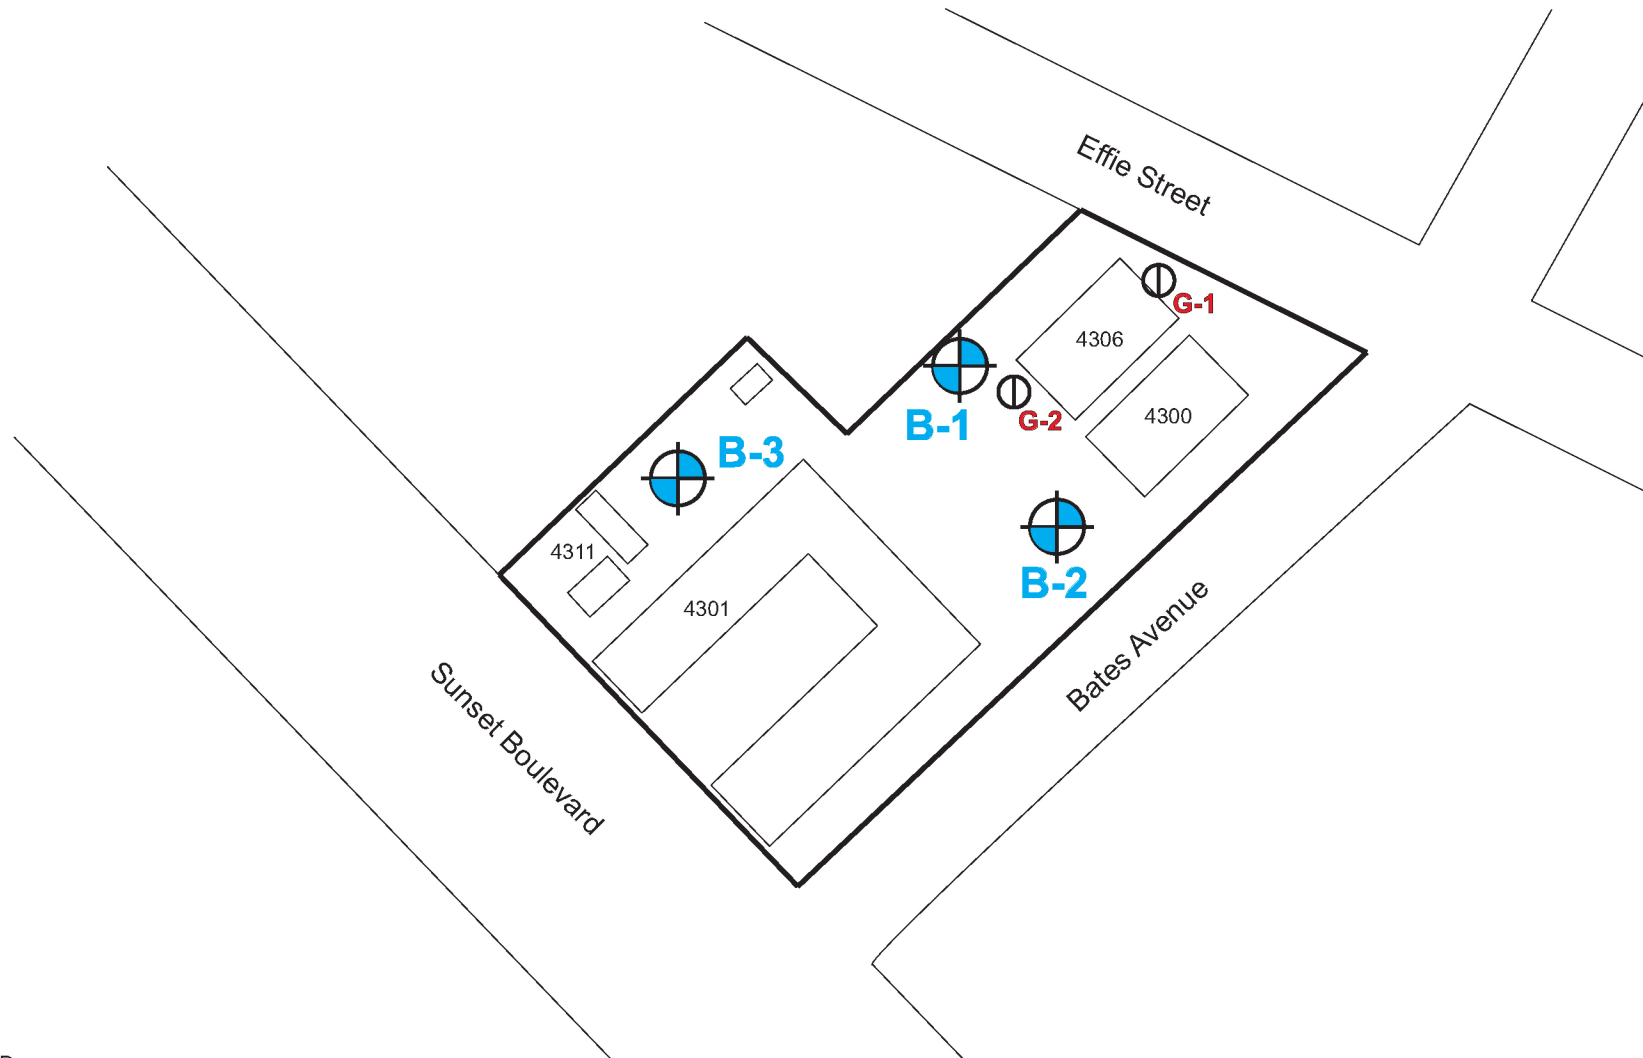 Effie Street
G-1
4306
B-1
G-2
4300
B-3
4311
B-2
4301
Bates Avenue
Sunset Boulevard